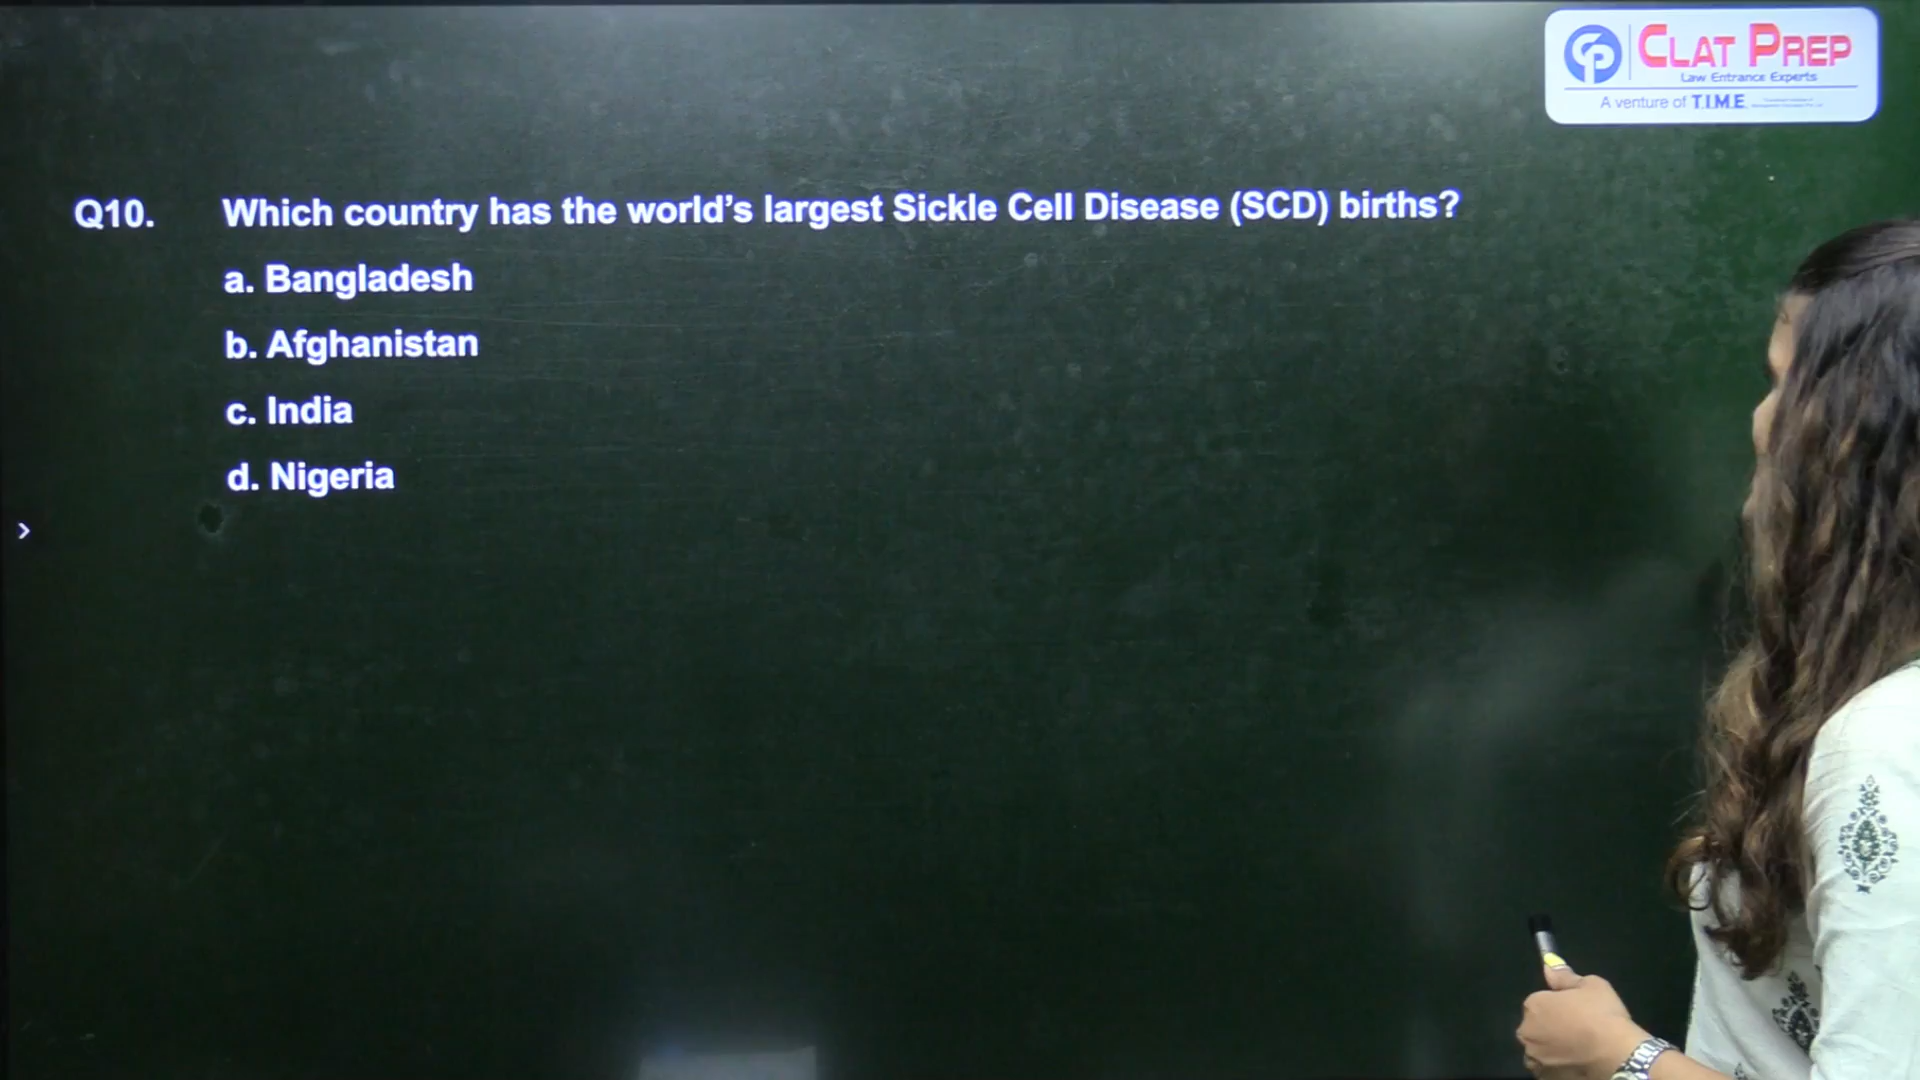 CLAT PREP
Law Entrance Experts
A venture of T.I.M.E.
Q10. Which country has the world's largest Sickle Cell Disease (SCD) births?
a. Bangladesh
b. Afghanistan
c. India
d. Nigeria